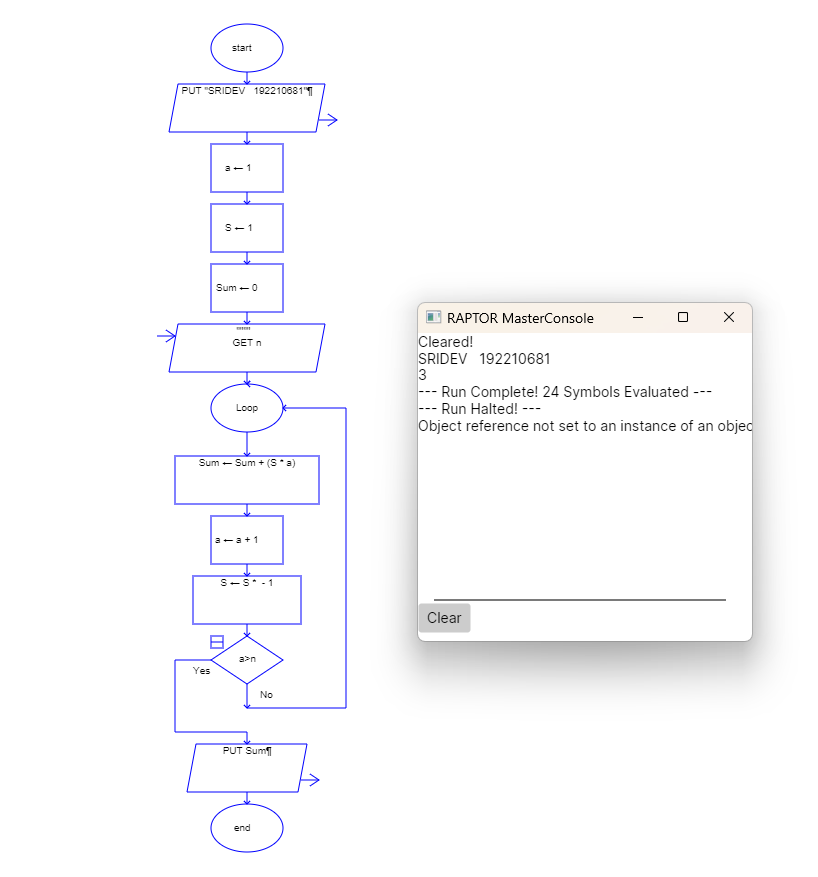 start
PUT "SRIDEV   192210681"¶
a ← 1
S ← 1
Sum ← 0
""""
GET n
Loop
Sum ← Sum + (S * a)
a ← a + 1
S ← S *  - 1
a>n
Yes
No
PUT Sum¶
end
RAPTOR MasterConsole
Cleared!
SRIDEV   192210681
3
--- Run Complete! 24 Symbols Evaluated ---
--- Run Halted! ---
Object reference not set to an instance of an objec
Clear